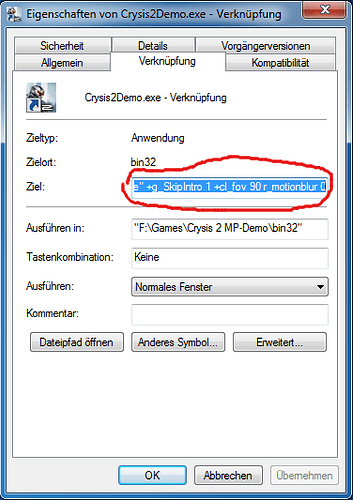 Eigenschaften von Crysis2Demo.exe - Verknüpfung
Sicherheit Details Vorgängerversionen
Allgemein Verknüpfung Kompatibilität
Crysis2Demo.exe - Verknüpfung
Zieltyp: Anwendung
Zielort: bin32
Ziel: e" +g_SkipIntro 1 +cl_fov 90 r_motionblur 0
Ausführen in: "F:\Games\Crysis 2 MP-Demo\bin32"
Tastenkombination: Keine
Ausführen: Normales Fenster
Kommentar:
Dateipfad öffnen Anderes Symbol... Erweitert...
OK Abbrechen Übernehmen